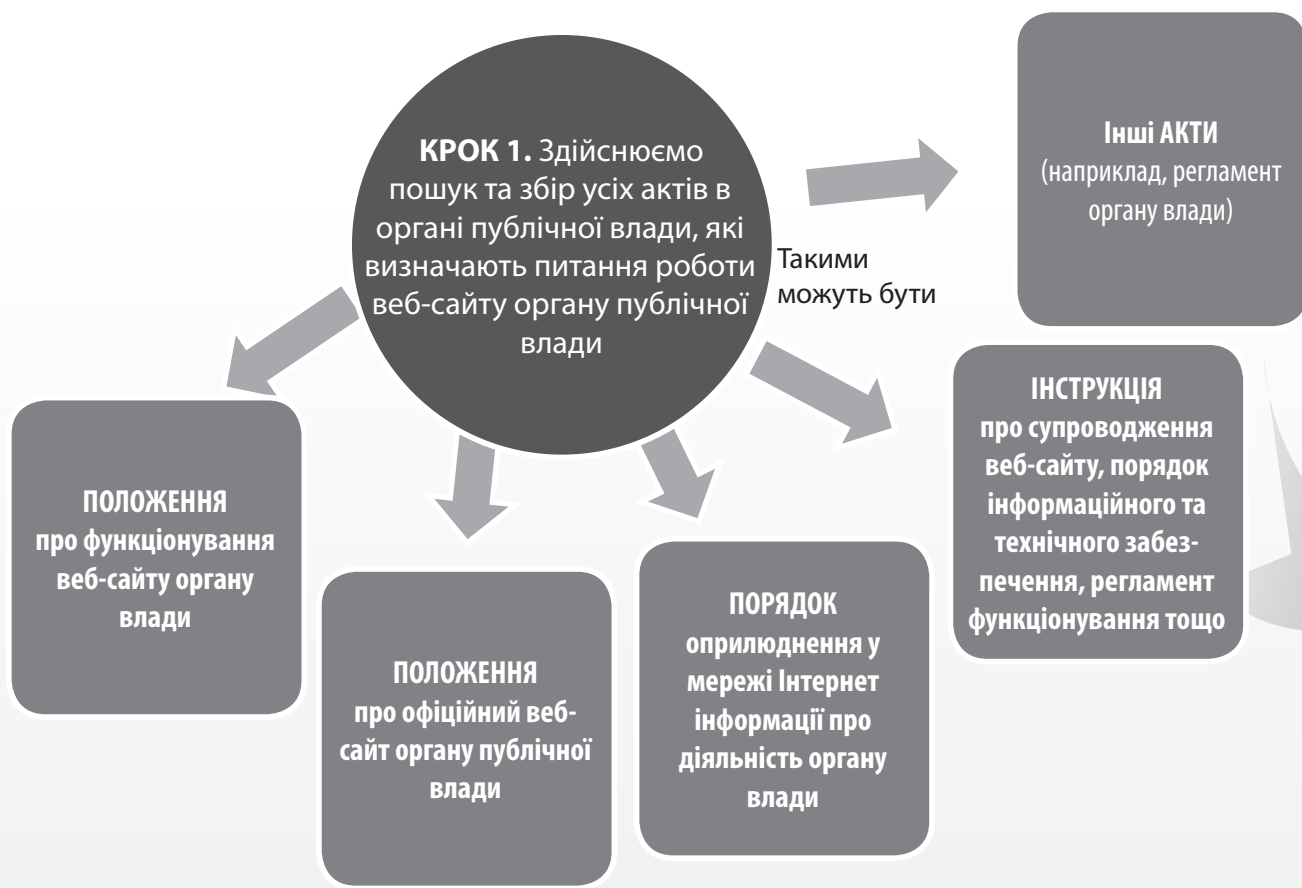 КРОК 1. Здійснюємо
пошук та збір усіх актів в
органі публічної влади, які
визначають питання роботи
веб-сайту органу публічної
влади
Такими
можуть бути
Інші АКТИ
(наприклад, регламент
органу влади)
ІНСТРУКЦІЯ
про супроводження
веб-сайту, порядок
інформаційного та
технічного забез-
печення, регламент
функціонування тощо
ПОРЯДОК
оприлюднення у
мережі Інтернет
інформації про
діяльність органу
влади
ПОЛОЖЕННЯ
про офіційний веб-
сайт органу публічної
влади
ПОЛОЖЕННЯ
про функціонування
веб-сайту органу
влади